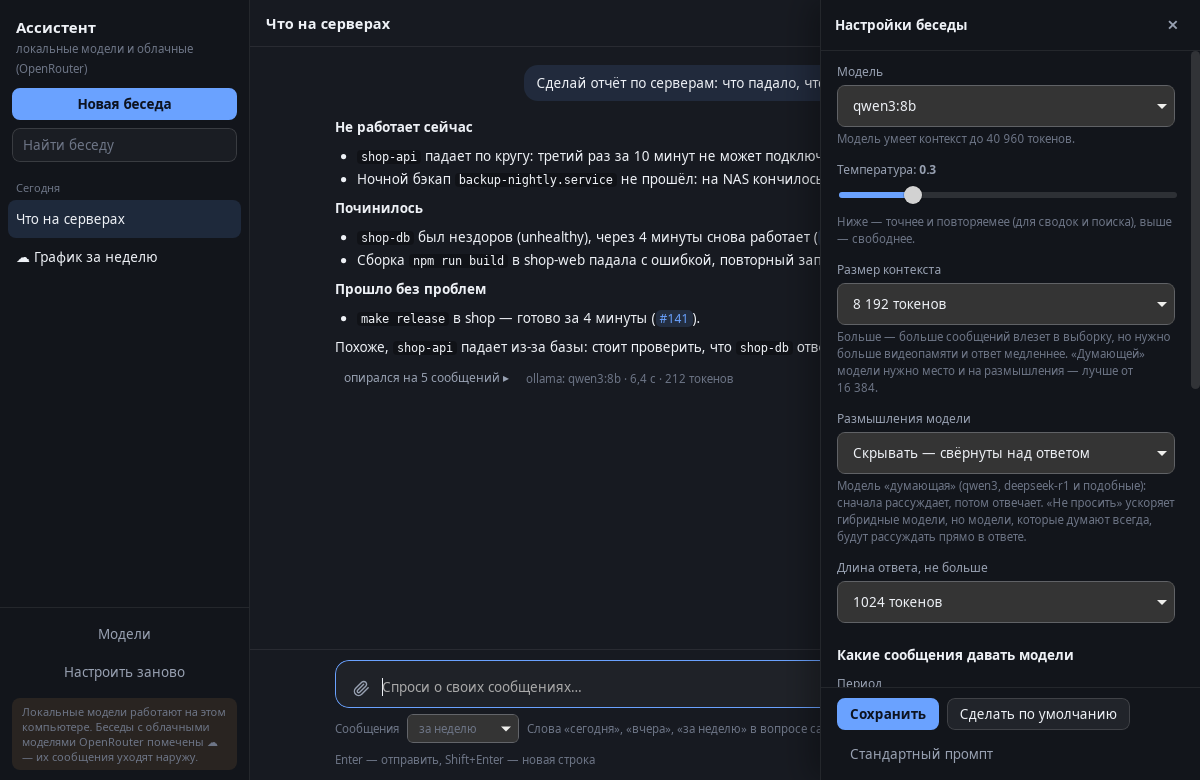 Ассистент
локальные модели и облачные
(OpenRouter)
Новая беседа
Найти беседу
Сегодня
Что на серверах
☁ График за неделю
Модели
Настроить заново
Локальные модели работают на этом
компьютере. Беседы с облачными
моделями OpenRouter помечены ☁
— их сообщения уходят наружу.
Что на серверах
Сделай отчёт по серверам: что падало, что
Не работает сейчас
• shop-api падает по кругу: третий раз за 10 минут не может подключ
• Ночной бэкап backup-nightly.service не прошёл: на NAS кончилось
Починилось
• shop-db был нездоров (unhealthy), через 4 минуты снова работает (
• Сборка npm run build в shop-web падала с ошибкой, повторный зап
Прошло без проблем
• make release в shop — готово за 4 минуты (#141).
Похоже, shop-api падает из-за базы: стоит проверить, что shop-db отв
опирался на 5 сообщений ▸ ollama: qwen3:8b · 6,4 с · 212 токенов
Спроси о своих сообщениях…
Сообщения за неделю Слова «сегодня», «вчера», «за неделю» в вопросе са
Enter — отправить, Shift+Enter — новая строка
Настройки беседы ✕
Модель
qwen3:8b
Модель умеет контекст до 40 960 токенов.
Температура: 0.3
Ниже — точнее и повторяемее (для сводок и поиска), выше
— свободнее.
Размер контекста
8 192 токенов
Больше — больше сообщений влезет в выборку, но нужно
больше видеопамяти и ответ медленнее. «Думающей»
модели нужно место и на размышления — лучше от
16 384.
Размышления модели
Скрывать — свёрнуты над ответом
Модель «думающая» (qwen3, deepseek-r1 и подобные):
сначала рассуждает, потом отвечает. «Не просить» ускоряет
гибридные модели, но модели, которые думают всегда,
будут рассуждать прямо в ответе.
Длина ответа, не больше
1024 токенов
Какие сообщения давать модели
Период
Сохранить
Сделать по умолчанию
Стандартный промпт